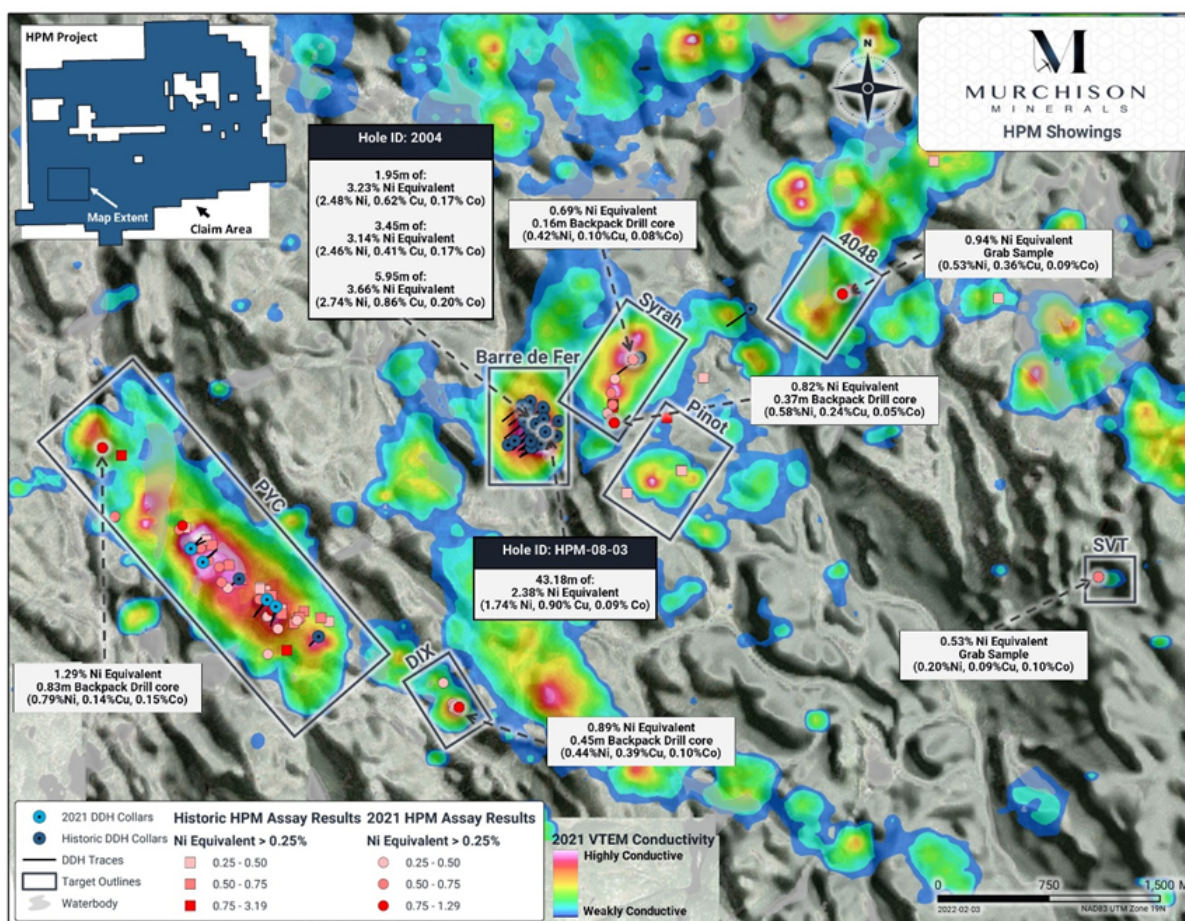 HPM Project
Map Extent
Claim Area
N
MURCHISON
MINERALS
HPM Showings
Hole ID: 2004
1.95m of:
3.23% Ni Equivalent
(2.48% Ni, 0.62% Cu, 0.17% Co)
3.45m of:
3.14% Ni Equivalent
(2.46% Ni, 0.41% Cu, 0.17% Co)
5.95m of:
3.66% Ni Equivalent
(2.74% Ni, 0.86% Cu, 0.20% Co)
0.69% Ni Equivalent
0.16m Backpack Drill core
(0.42%Ni, 0.10%Cu, 0.08%Co)
4048
0.94% Ni Equivalent
Grab Sample
(0.53%Ni, 0.36%Cu, 0.09%Co)
Syrah
Barre de Fer
0.82% Ni Equivalent
0.37m Backpack Drill core
(0.58%Ni, 0.24%Cu, 0.05%Co)
Pinot
PYC
Hole ID: HPM-08-03
43.18m of:
2.38% Ni Equivalent
(1.74% Ni, 0.90% Cu, 0.09% Co)
SVT
0.53% Ni Equivalent
Grab Sample
(0.20%Ni, 0.09%Cu, 0.10%Co)
1.29% Ni Equivalent
0.83m Backpack Drill core
(0.79%Ni, 0.14%Cu, 0.15%Co)
DIX
0.89% Ni Equivalent
0.45m Backpack Drill core
(0.44%Ni, 0.39%Cu, 0.10%Co)
2021 DDH Collars
Historic DDH Collars
DDH Traces
Target Outlines
Waterbody
Historic HPM Assay Results
Ni Equivalent > 0.25%
0.25 - 0.50
0.50 - 0.75
0.75 - 3.19
2021 HPM Assay Results
Ni Equivalent > 0.25%
0.25 - 0.50
0.50 - 0.75
0.75 - 1.29
2021 VTEM Conductivity
Highly Conductive
Weakly Conductive
0 750 1,500 M
2022-02-03 NAD83 UTM Zone 19N